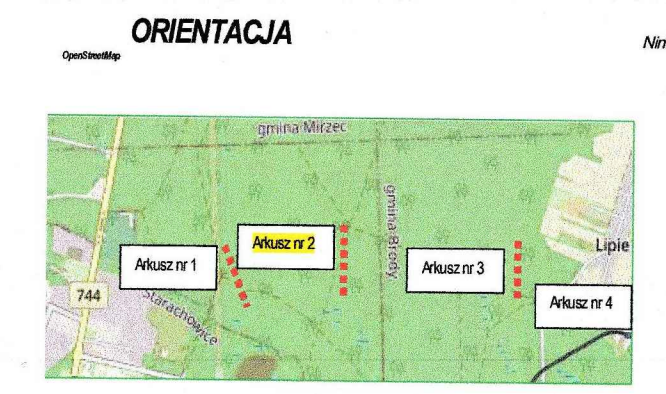 ORIENTACJA
OpenStreetMap
Nin
gmina Mirzec
gmina Brody
Arkusz nr 1
Arkusz nr 2
Arkusz nr 3
Arkusz nr 4
Lipie
744
Starachowice